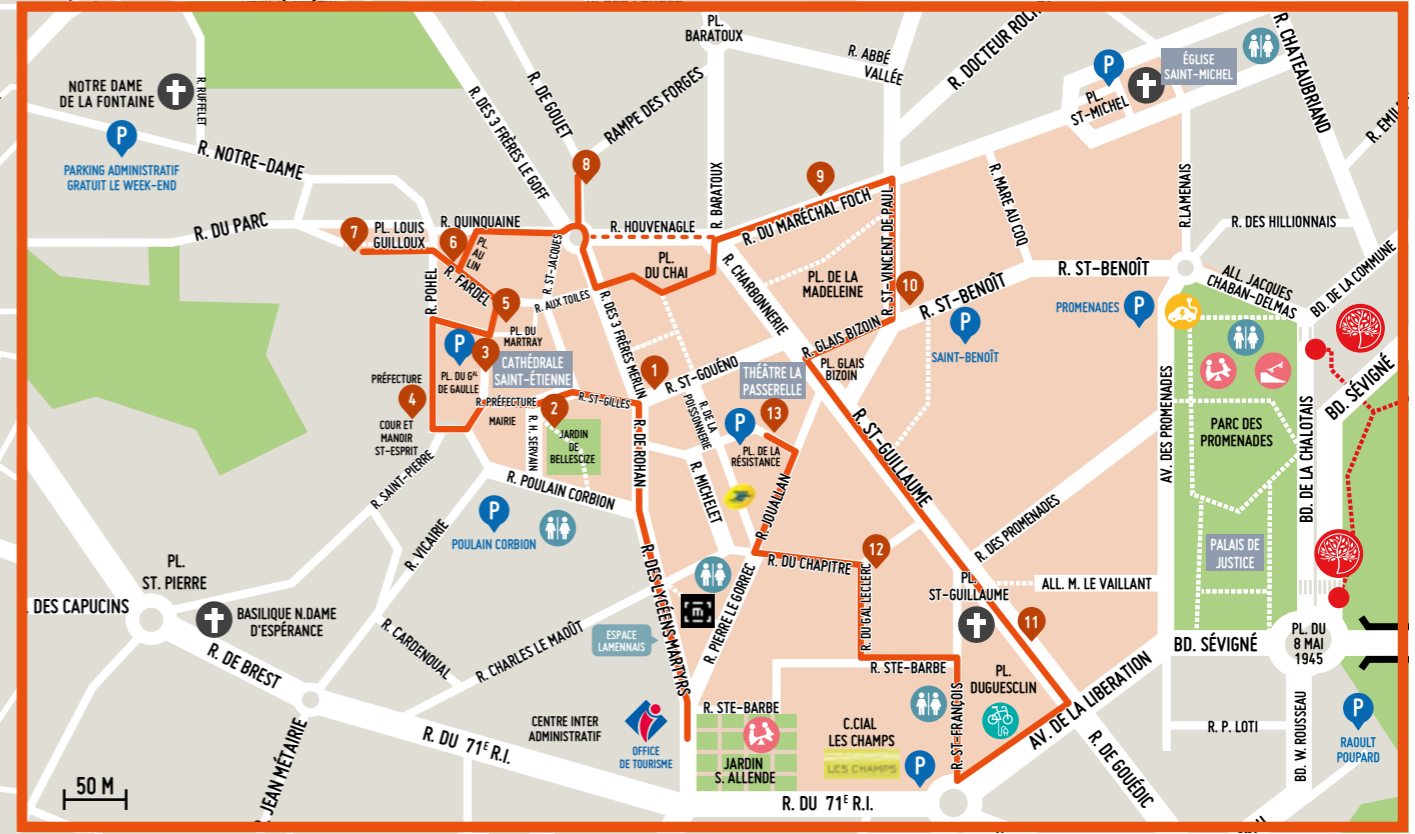 PL.
BARATOUX
R. ABBÉ
VALLÉE
R. CHATEAUBRIAND
ÉGLISE
SAINT-MICHEL
P
PL.
ST-MICHEL
NOTRE DAME
DE LA FONTAINE
R. RUFFELET
P
PARKING ADMINISTRATIF
GRATUIT LE WEEK-END
R. NOTRE-DAME
R. DES 3 FRÈRES LE GOFF
R. DE GOUET
RAMPE DES FORGES
R. BARATOUX
8
9
R. DU MARÉCHAL FOCH
R. ST-VINCENT DE PAUL
R. MARE AU COQ
R.LAMENAIS
R. DES HILLIONNAIS
R. DU PARC
7
PL. LOUIS
GUILLOUX
R. QUINQUAINE
6
PL.
AU
LIN
R. ST-JACQUES
R. HOUVENAGLE
PL.
DU CHAI
R. CHARBONNERIE
PL. DE LA
MADELEINE
10
R. ST-BENOÎT
R. ST-BENOÎT
ALL. JACQUES
CHABAN-DELMAS
BD. DE LA COMMUNE
R. POHEL
R. FARDEL
5
R. AUX TOILES
PL. DU
MARTRAY
R. DES 3 FRÈRES MERLIN
R. GLAIS BIZOIN
PL. GLAIS
BIZOIN
P
SAINT-BENOÎT
PROMENADES
P
BD. SÉVIGNÉ
P
3
PL. DU GAL
DE GAULLE
CATHÉDRALE
SAINT-ÉTIENNE
1
R. ST-GOUÉNO
THÉÂTRE LA
PASSERELLE
PRÉFECTURE
4
COUR ET
MANOIR
ST-ESPRIT
R. PRÉFECTURE
MAIRIE
R. H. SERVAIN
2
R. ST-GILLES
JARDIN
DE
BELLESCIZE
R. DE ROHAN
R. DE LA
POISSONNERIE
13
P
PL. DE LA
RÉSISTANCE
R. ST-GUILLAUME
AV. DES PROMENADES
PARC DES
PROMENADES
BD. DE LA CHALOTAIS
R. SAINT-PIERRE
R. POULAIN CORBION
R. MICHELET
R. JOUALLAN
R. DES PROMENADES
P
POULAIN CORBION
R. VICAIRIE
PL.
ST. PIERRE
R. DU CHAPITRE
12
R. DU GAL LECLERC
PALAIS DE
JUSTICE
ALL. M. LE VAILLANT
PL.
ST-GUILLAUME
11
DES CAPUCINS
BASILIQUE N.DAME
D'ESPÉRANCE
R. DE BREST
R. CARDENOUAL
R. CHARLES LE MAOÛT
ESPACE
LAMENNAIS
R. DES LYCÉENS MARTYRS
R. PIERRE LE GORREC
R. STE-BARBE
R. ST-FRANÇOIS
PL.
DUGUESCLIN
AV. DE LA LIBERATION
BD. SÉVIGNÉ
PL. DU
8 MAI
1945
R. STE-BARBE
JARDIN
S. ALLENDE
C.CIAL
LES CHAMPS
LES CHAMPS
P
R. DE GOUÉDIC
R. P. LOTI
BD. W. ROUSSEAU
P
RAOULT
POUPARD
CENTRE INTER
ADMINISTRATIF
OFFICE
DE TOURISME
R. DU 71E R.I.
R. DU 71E R.I.
JEAN MÉTAIRE
50 M